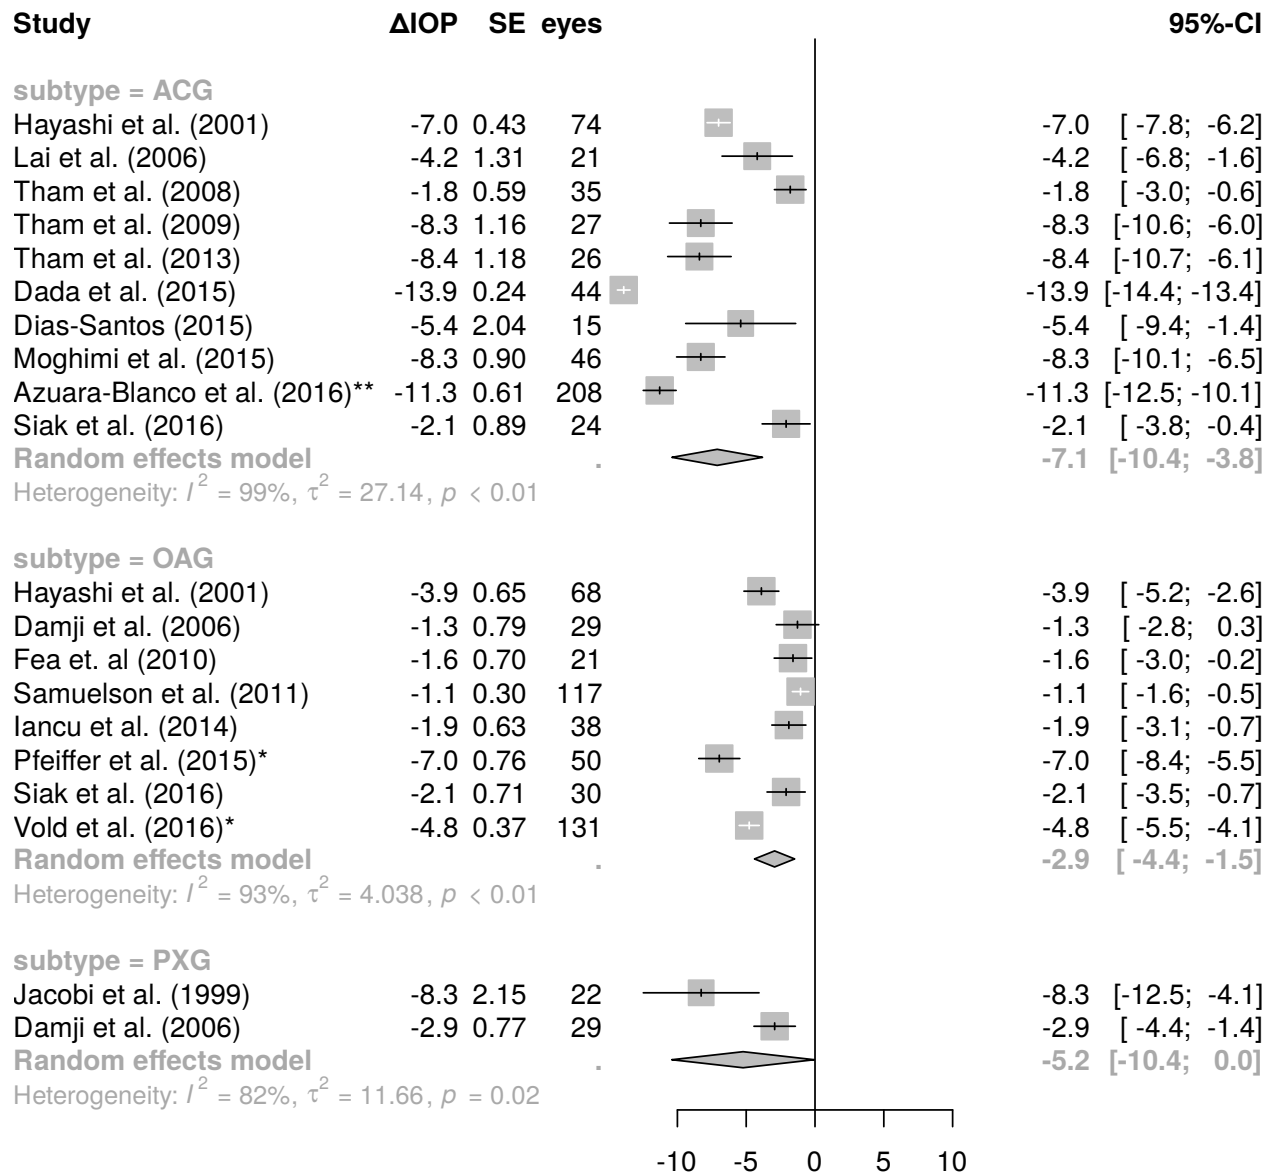 Study ΔIOP SE eyes 95%-CI
subtype = ACG
Hayashi et al. (2001) -7.0 0.43 74 -7.0 [ -7.8; -6.2]
Lai et al. (2006) -4.2 1.31 21 -4.2 [ -6.8; -1.6]
Tham et al. (2008) -1.8 0.59 35 -1.8 [ -3.0; -0.6]
Tham et al. (2009) -8.3 1.16 27 -8.3 [-10.6; -6.0]
Tham et al. (2013) -8.4 1.18 26 -8.4 [-10.7; -6.1]
Dada et al. (2015) -13.9 0.24 44 -13.9 [-14.4; -13.4]
Dias-Santos (2015) -5.4 2.04 15 -5.4 [ -9.4; -1.4]
Moghimi et al. (2015) -8.3 0.90 46 -8.3 [-10.1; -6.5]
Azuara-Blanco et al. (2016)** -11.3 0.61 208 -11.3 [-12.5; -10.1]
Siak et al. (2016) -2.1 0.89 24 -2.1 [ -3.8; -0.4]
Random effects model . -7.1 [-10.4; -3.8]
Heterogeneity: I² = 99%, τ² = 27.14, p < 0.01
subtype = OAG
Hayashi et al. (2001) -3.9 0.65 68 -3.9 [ -5.2; -2.6]
Damji et al. (2006) -1.3 0.79 29 -1.3 [ -2.8; 0.3]
Fea et. al (2010) -1.6 0.70 21 -1.6 [ -3.0; -0.2]
Samuelson et al. (2011) -1.1 0.30 117 -1.1 [ -1.6; -0.5]
Iancu et al. (2014) -1.9 0.63 38 -1.9 [ -3.1; -0.7]
Pfeiffer et al. (2015)* -7.0 0.76 50 -7.0 [ -8.4; -5.5]
Siak et al. (2016) -2.1 0.71 30 -2.1 [ -3.5; -0.7]
Vold et al. (2016)* -4.8 0.37 131 -4.8 [ -5.5; -4.1]
Random effects model . -2.9 [ -4.4; -1.5]
Heterogeneity: I² = 93%, τ² = 4.038, p < 0.01
subtype = PXG
Jacobi et al. (1999) -8.3 2.15 22 -8.3 [-12.5; -4.1]
Damji et al. (2006) -2.9 0.77 29 -2.9 [ -4.4; -1.4]
Random effects model . -5.2 [-10.4; 0.0]
Heterogeneity: I² = 82%, τ² = 11.66, p = 0.02
-10 -5 0 5 10